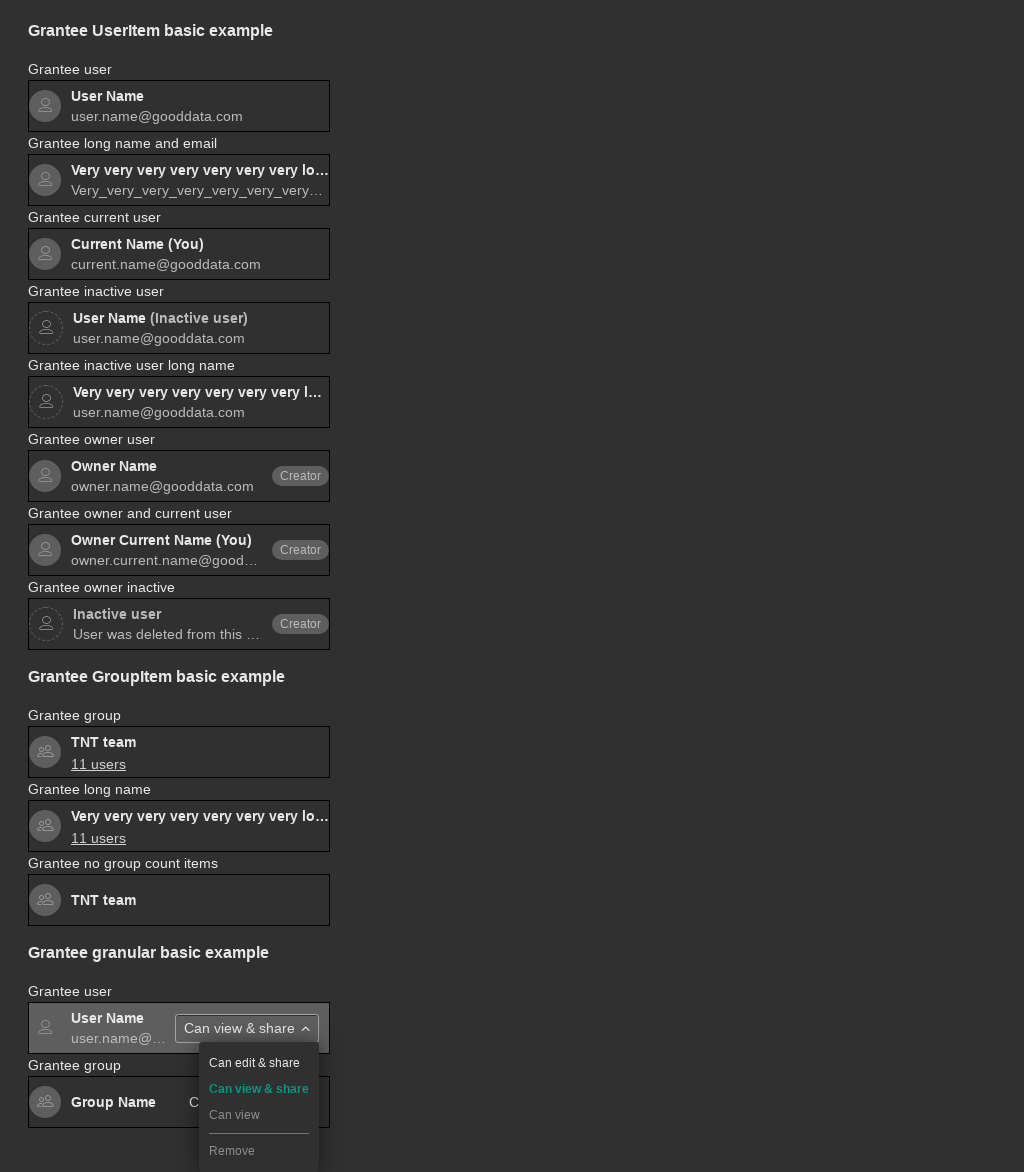 Grantee UserItem basic example
Grantee user
User Name
user.name@gooddata.com
Grantee long name and email
Very very very very very very very lo…
Very_very_very_very_very_very_very…
Grantee current user
Current Name (You)
current.name@gooddata.com
Grantee inactive user
User Name (Inactive user)
user.name@gooddata.com
Grantee inactive user long name
Very very very very very very very l…
user.name@gooddata.com
Grantee owner user
Owner Name
owner.name@gooddata.com
Creator
Grantee owner and current user
Owner Current Name (You)
owner.current.name@good…
Creator
Grantee owner inactive
Inactive user
User was deleted from this …
Creator
Grantee GroupItem basic example
Grantee group
TNT team
11 users
Grantee long name
Very very very very very very very lo…
11 users
Grantee no group count items
TNT team
Grantee granular basic example
Grantee user
User Name
user.name@…
Can view & share
Can edit & share
Can view & share
Can view
Remove
Grantee group
Group Name